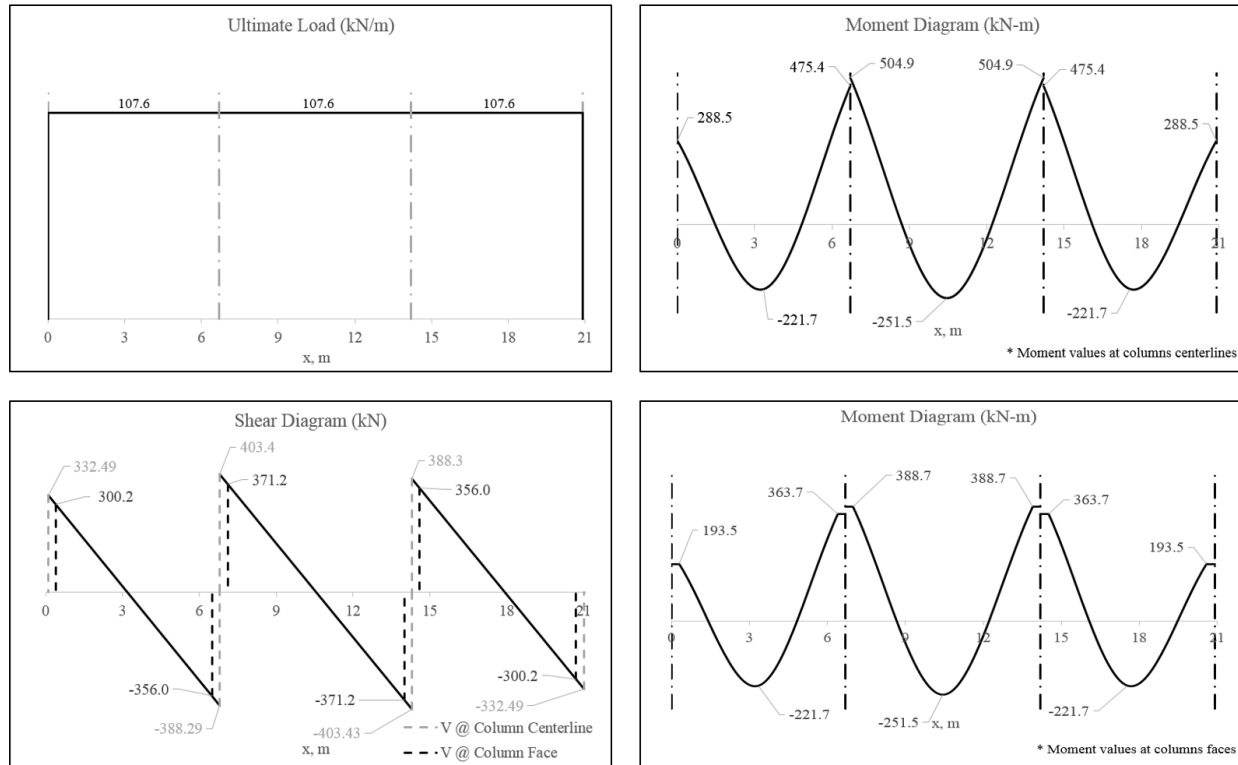 Ultimate Load (kN/m)
107.6 107.6 107.6
0 3 6 9 12 15 18 21
x, m
Moment Diagram (kN-m)
475.4 504.9 504.9 475.4
288.5 288.5
0 3 6 9 12 15 18 21
-221.7 -251.5 -221.7
x, m
* Moment values at columns centerlines
Shear Diagram (kN)
332.49 403.4 388.3
300.2 371.2 356.0
0 3 6 9 12 15 18 21
-356.0 -371.2 -300.2
-388.29 -403.43 -332.49
x, m
V @ Column Centerline
V @ Column Face
Moment Diagram (kN-m)
363.7 388.7 388.7 363.7
193.5 193.5
0 3 6 9 12 15 18 21
-221.7 -251.5 -221.7
x, m
* Moment values at columns faces